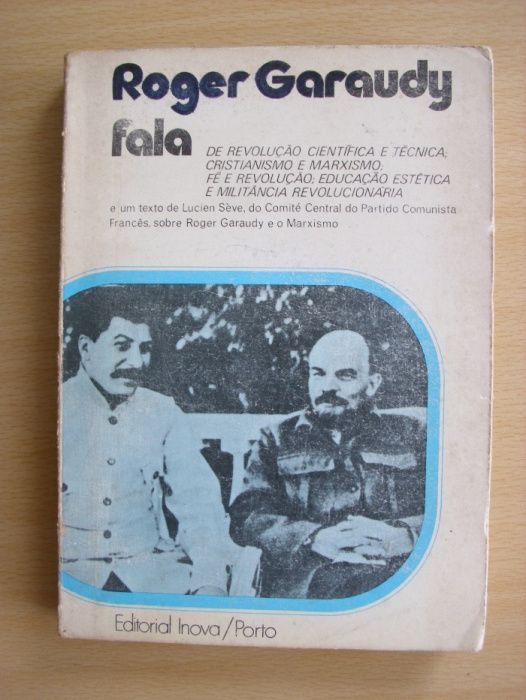 Roger Garaudy
fala
DE REVOLUÇÃO CIENTÍFICA E TÉCNICA;
CRISTIANISMO E MARXISMO;
FÉ E REVOLUÇÃO; EDUCAÇÃO ESTÉTICA
E MILITÂNCIA REVOLUCIONÁRIA
e um texto de Lucien Sève, do Comité Central do Partido Comunista
Francês, sobre Roger Garaudy e o Marxismo
Editorial Inova/Porto